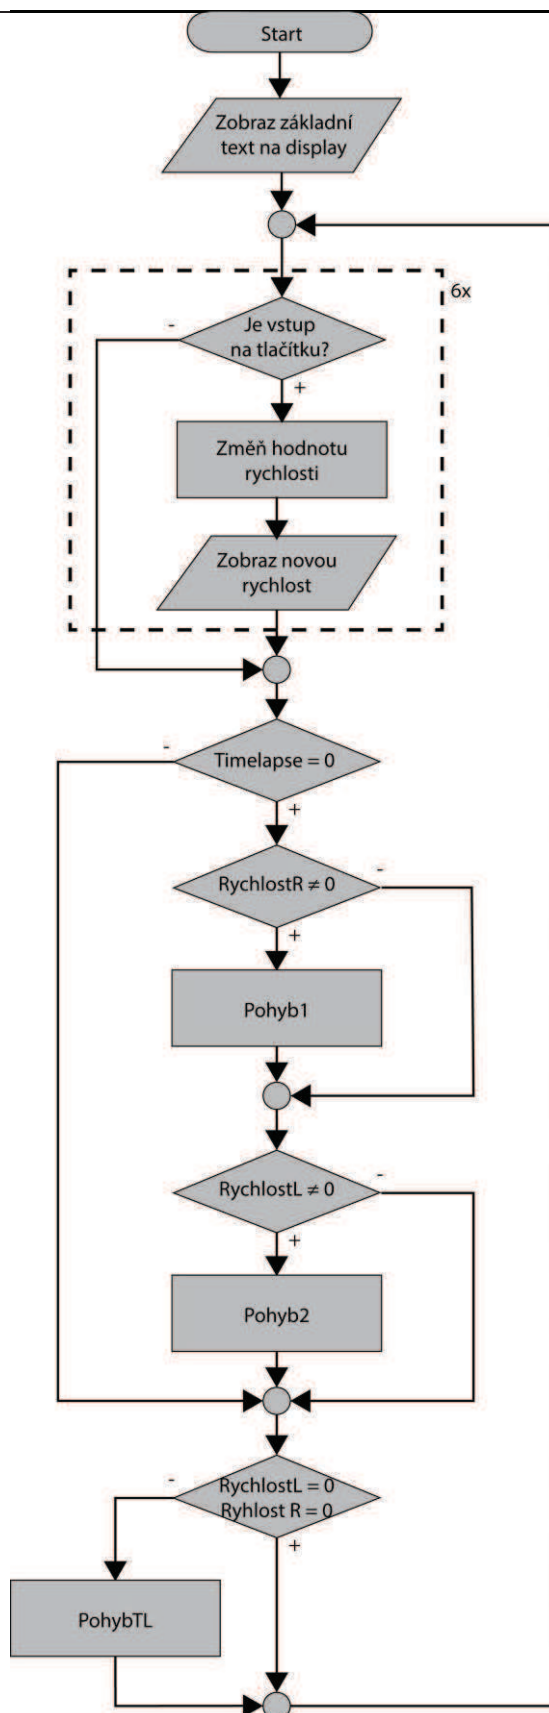 Start
Zobraz základní
text na display
6x
-
Je vstup
na tlačítku?
+
Změň hodnotu
rychlosti
Zobraz novou
rychlost
-
Timelapse = 0
+
-
RychlostR ≠ 0
+
Pohyb1
-
RychlostL ≠ 0
+
Pohyb2
-
RychlostL = 0
Ryhlost R = 0
+
PohybTL